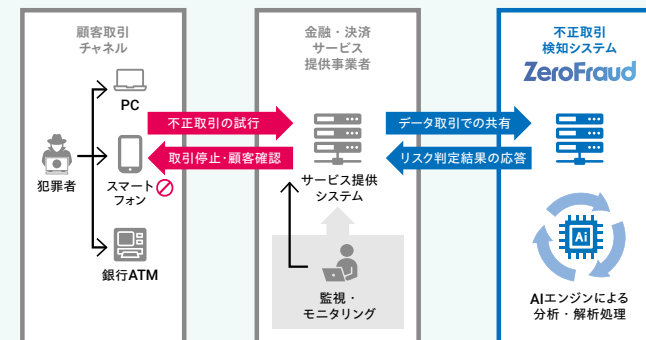 顧客取引
チャネル
PC
犯罪者
スマート
フォン
銀行ATM
不正取引の試行
取引停止・顧客確認
金融・決済
サービス
提供事業者
サービス提供
システム
監視・
モニタリング
データ取引での共有
リスク判定結果の応答
不正取引
検知システム
ZeroFraud
Ai
AIエンジンによる
分析・解析処理